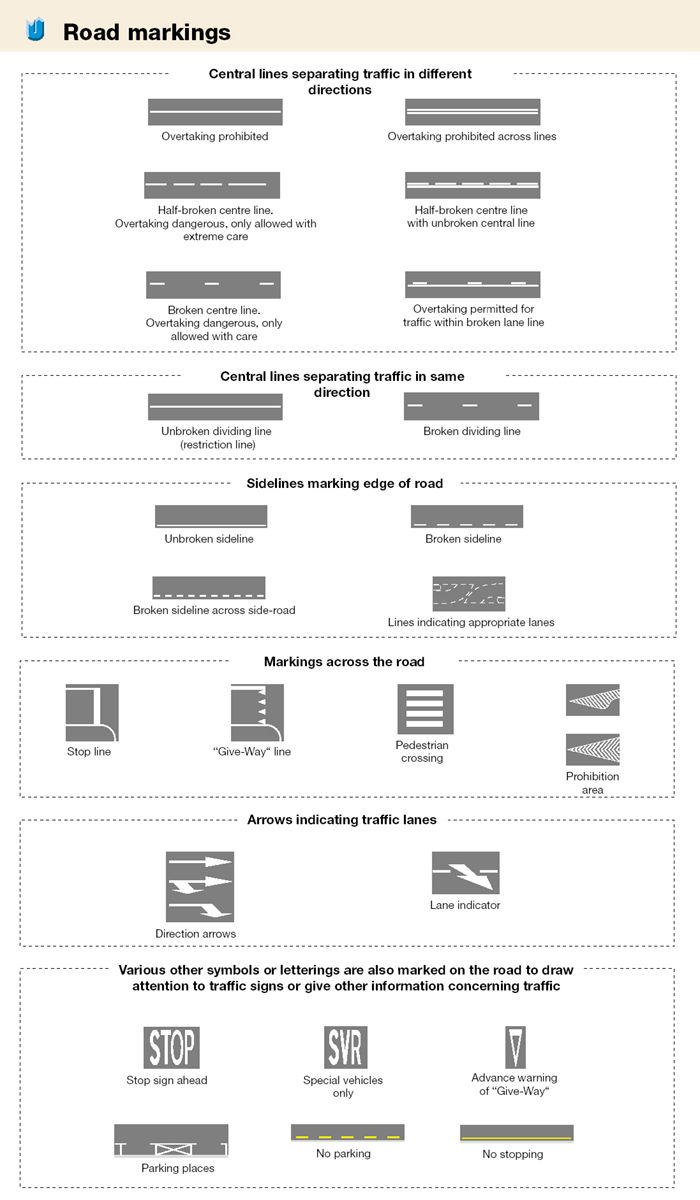 J
Road markings
Central lines separating traffic in different
directions
Overtaking prohibited
Overtaking prohibited across lines
Half-broken centre line.
Overtaking dangerous, only allowed with
extreme care
Half-broken centre line
with unbroken central line
Broken centre line.
Overtaking dangerous, only
allowed with care
Overtaking permitted for
traffic within broken lane line
Central lines separating traffic in same
direction
Unbroken dividing line
(restriction line)
Broken dividing line
Sidelines marking edge of road
Unbroken sideline
Broken sideline
Broken sideline across side-road
Lines indicating appropriate lanes
Markings across the road
Stop line
“Give-Way“ line
Pedestrian
crossing
Prohibition
area
Arrows indicating traffic lanes
Direction arrows
Lane indicator
Various other symbols or letterings are also marked on the road to draw
attention to traffic signs or give other information concerning traffic
STOP
Stop sign ahead
SVR
Special vehicles
only
Advance warning
of “Give-Way“
Parking places
No parking
No stopping